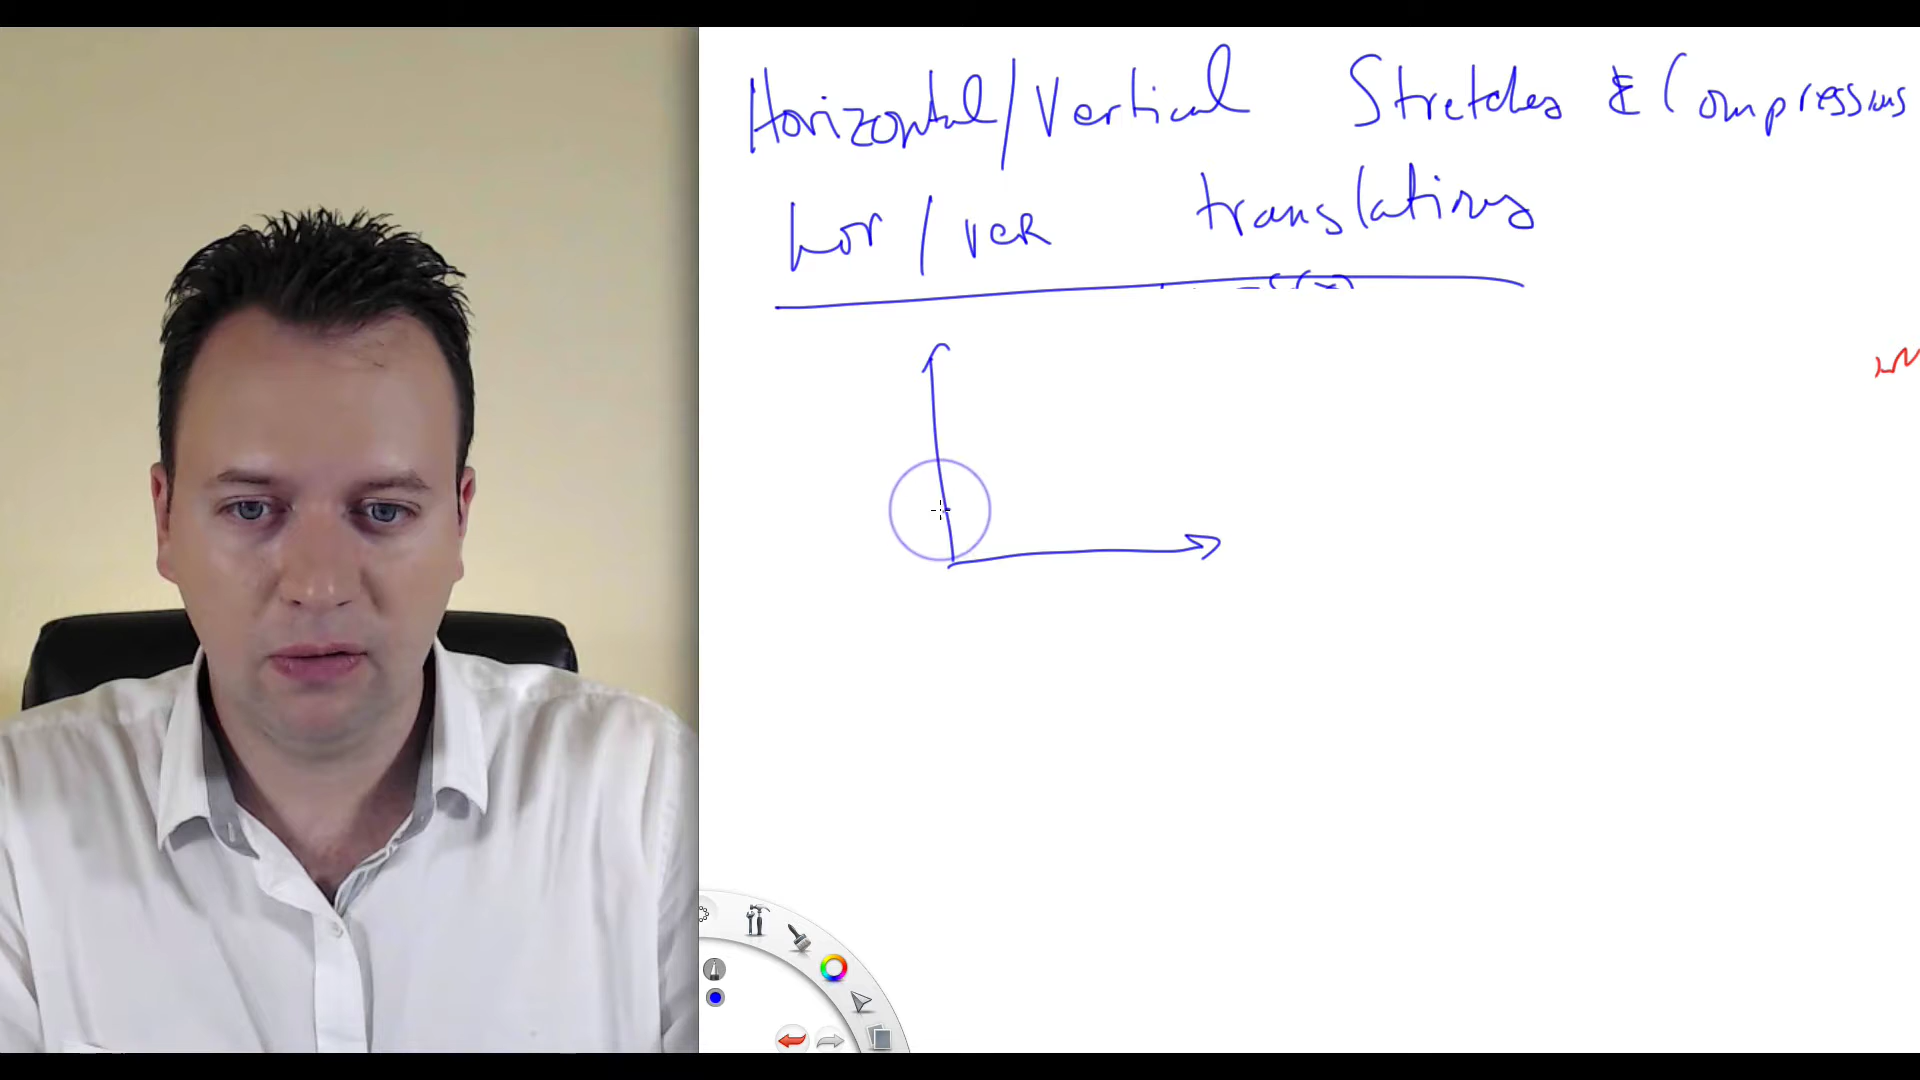 Horizontal/Vertical Stretches & Compressions
hor / ver translations